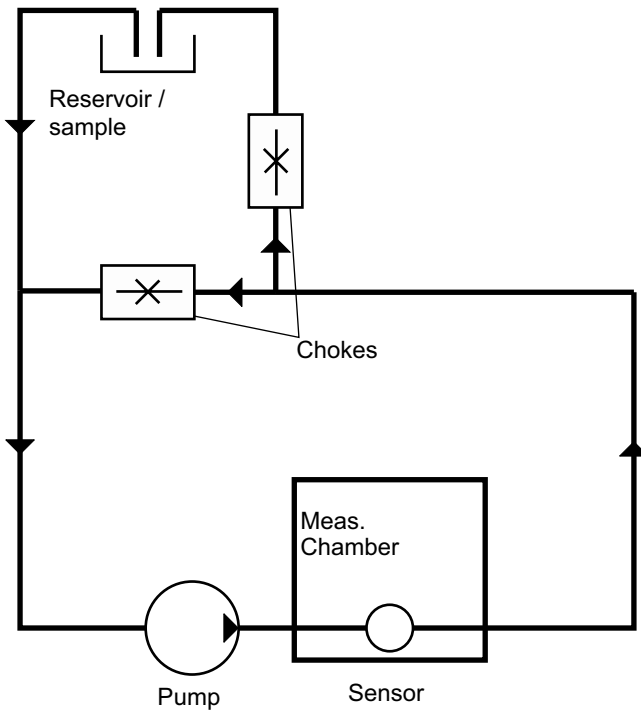 Reservoir /
sample
Chokes
Meas.
Chamber
Pump
Sensor